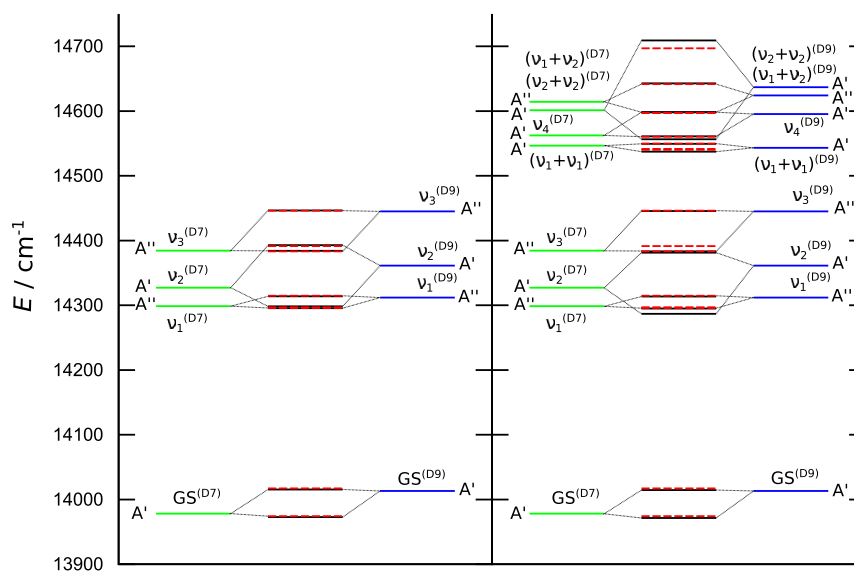 14700
14600
14500
14400
14300
14200
14100
14000
13900
E / cm⁻¹
ν₃⁽ᴰ⁹⁾
A''
ν₃⁽ᴰ⁷⁾
A''
ν₂⁽ᴰ⁹⁾
A'
ν₂⁽ᴰ⁷⁾
A'
ν₁⁽ᴰ⁹⁾
A''
A''
ν₁⁽ᴰ⁷⁾
GS⁽ᴰ⁹⁾
A'
GS⁽ᴰ⁷⁾
A'
(ν₁+ν₂)⁽ᴰ⁷⁾
(ν₂+ν₂)⁽ᴰ⁷⁾
A''
A'
ν₄⁽ᴰ⁷⁾
A'
A'
(ν₁+ν₁)⁽ᴰ⁷⁾
(ν₂+ν₂)⁽ᴰ⁹⁾
(ν₁+ν₂)⁽ᴰ⁹⁾
A'
A''
A'
ν₄⁽ᴰ⁹⁾
A'
(ν₁+ν₁)⁽ᴰ⁹⁾
ν₃⁽ᴰ⁹⁾
A''
ν₃⁽ᴰ⁷⁾
A''
ν₂⁽ᴰ⁹⁾
A'
ν₂⁽ᴰ⁷⁾
A'
ν₁⁽ᴰ⁹⁾
A''
A''
ν₁⁽ᴰ⁷⁾
GS⁽ᴰ⁹⁾
A'
GS⁽ᴰ⁷⁾
A'